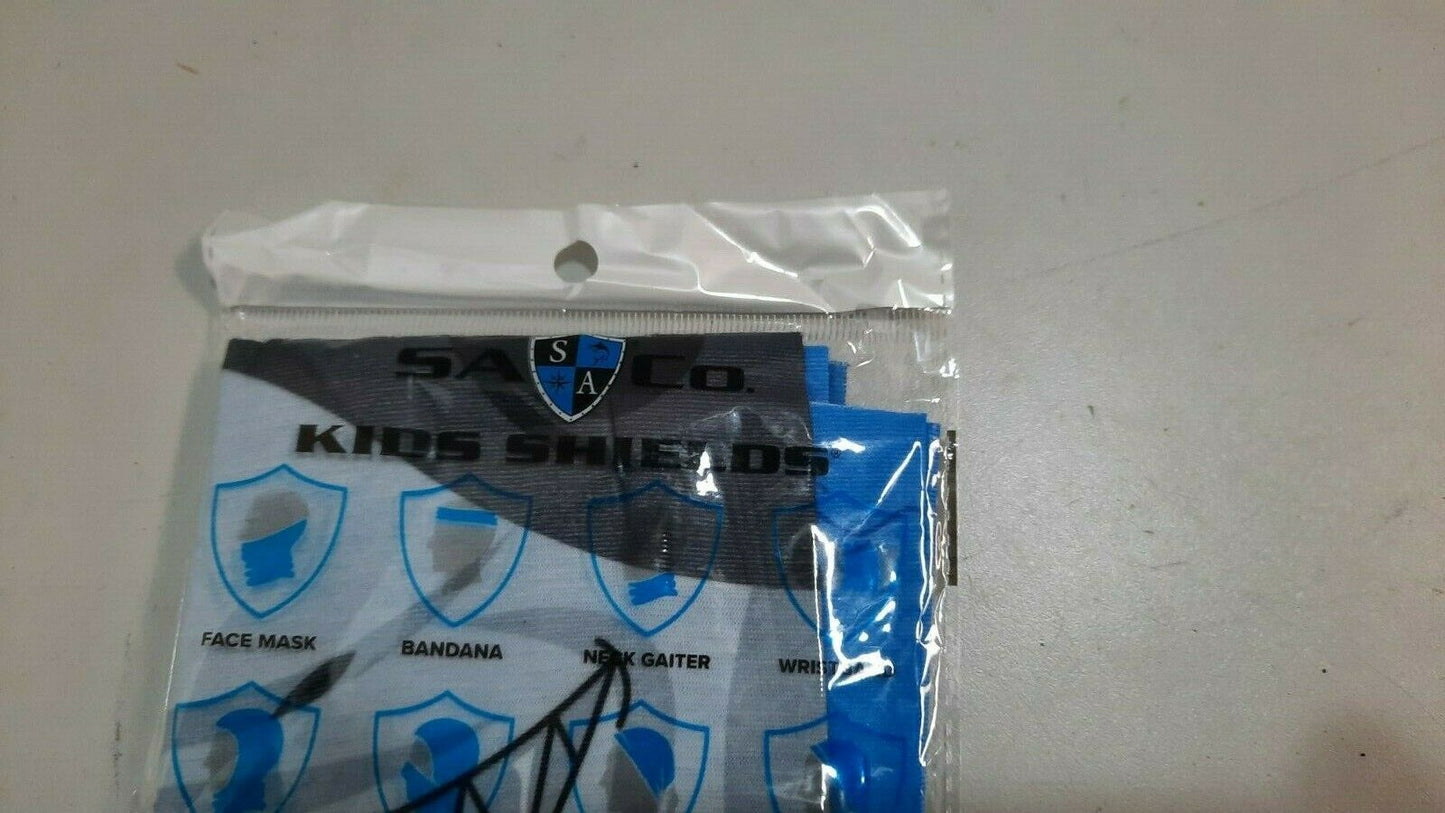 SA S A Co.
KIDS SHIELDS®
FACE MASK
BANDANA
NECK GAITER